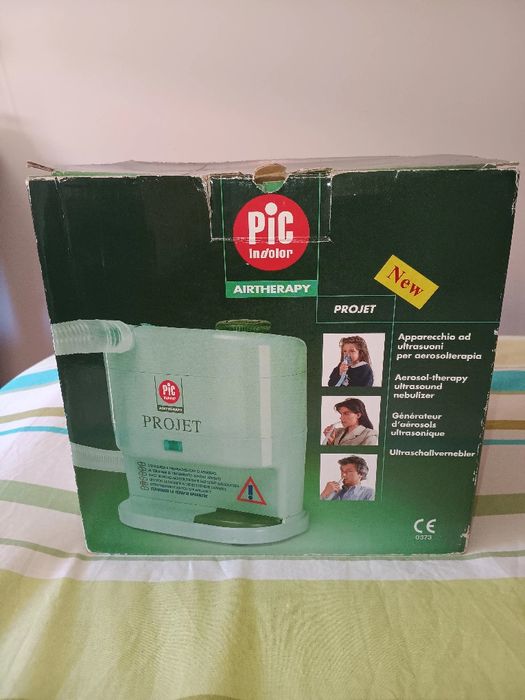 PiC
indolor
AIRTHERAPY
New
PROJET
Apparecchio ad
ultrasuoni
per aerosolterapia
Aerosol-therapy
ultrasound
nebulizer
Générateur
d'aérosols
ultrasonique
Ultraschallvernebler
PiC
indolor
AIRTHERAPY
PROJET
CE
0373